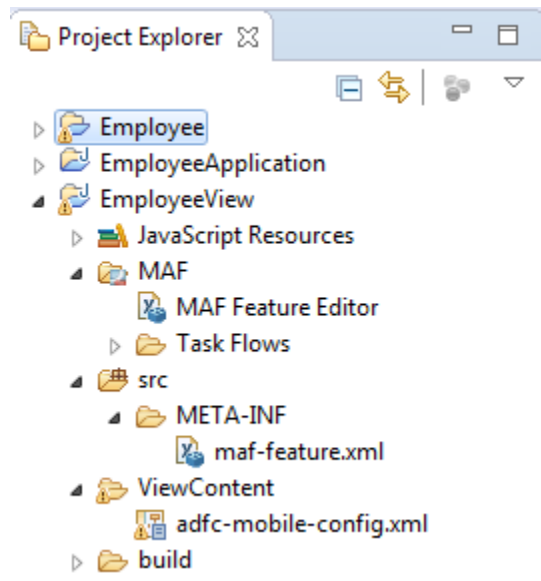 Project Explorer
Employee
EmployeeApplication
EmployeeView
JavaScript Resources
MAF
MAF Feature Editor
Task Flows
src
META-INF
maf-feature.xml
ViewContent
adfc-mobile-config.xml
build